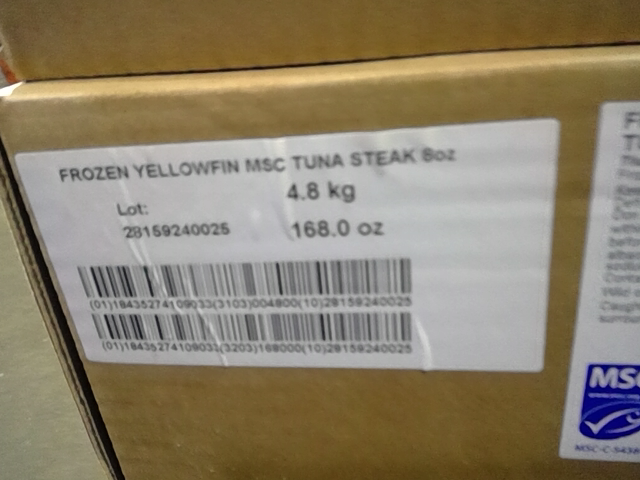 FROZEN YELLOWFIN MSC TUNA STEAK 8oz
4.8 kg
Lot:
28159240025
168.0 oz
(01)18435274109033(3103)004800(10)28159240025
(01)18435274109033(3203)168000(10)28159240025
MSC